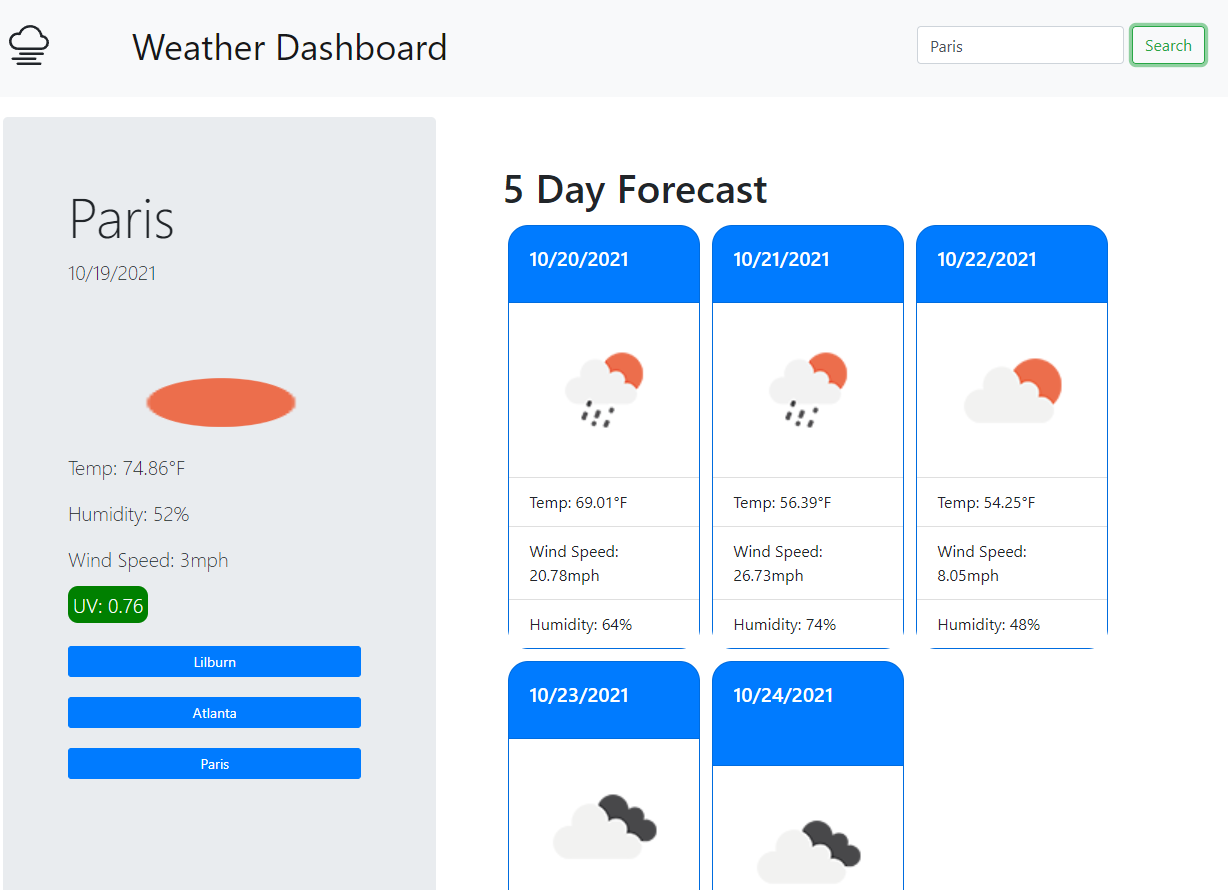 Weather Dashboard
Paris
Search
Paris
10/19/2021
Temp: 74.86°F
Humidity: 52%
Wind Speed: 3mph
UV: 0.76
Lilburn
Atlanta
Paris
5 Day Forecast
10/20/2021
Temp: 69.01°F
Wind Speed:
20.78mph
Humidity: 64%
10/21/2021
Temp: 56.39°F
Wind Speed:
26.73mph
Humidity: 74%
10/22/2021
Temp: 54.25°F
Wind Speed:
8.05mph
Humidity: 48%
10/23/2021
10/24/2021